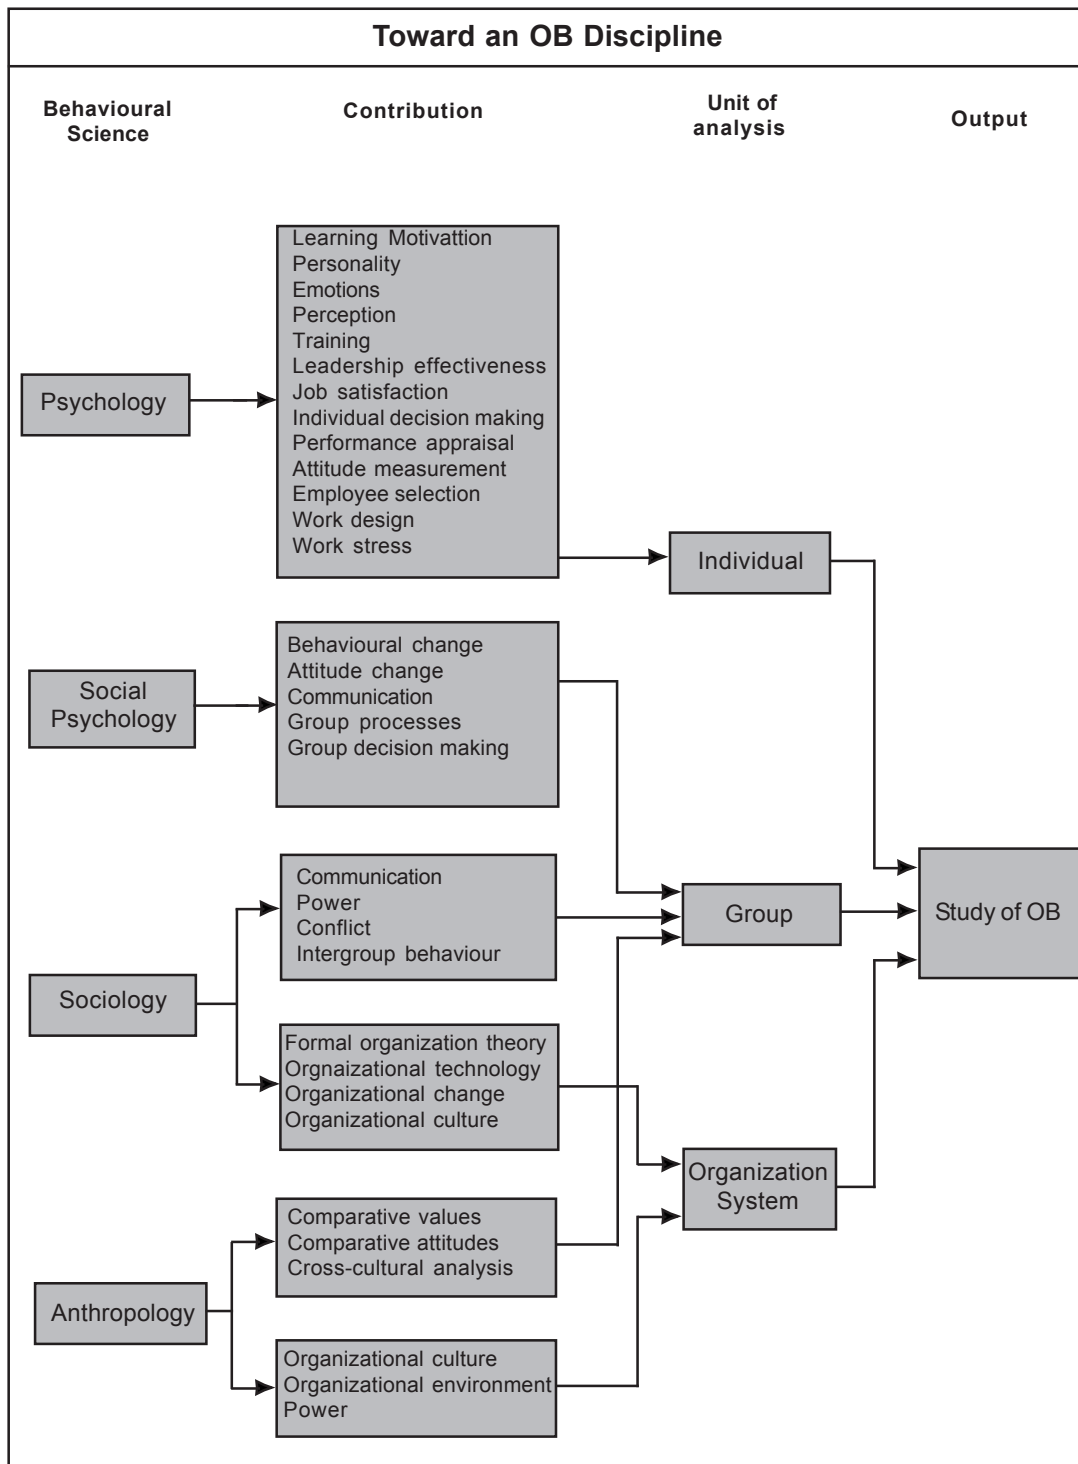 Toward an OB Discipline
Behavioural
Science
Contribution
Unit of
analysis
Output
Psychology
Learning Motivattion
Personality
Emotions
Perception
Training
Leadership effectiveness
Job satisfaction
Individual decision making
Performance appraisal
Attitude measurement
Employee selection
Work design
Work stress
Individual
Social
Psychology
Behavioural change
Attitude change
Communication
Group processes
Group decision making
Sociology
Communication
Power
Conflict
Intergroup behaviour
Group
Study of OB
Formal organization theory
Orgnaizational technology
Organizational change
Organizational culture
Organization
System
Anthropology
Comparative values
Comparative attitudes
Cross-cultural analysis
Organizational culture
Organizational environment
Power